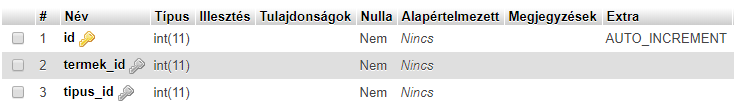 # Név Típus Illesztés Tulajdonságok Nulla Alapértelmezett Megjegyzések Extra
1 id int(11) Nem Nincs AUTO_INCREMENT
2 termek_id int(11) Nem Nincs
3 tipus_id int(11) Nem Nincs